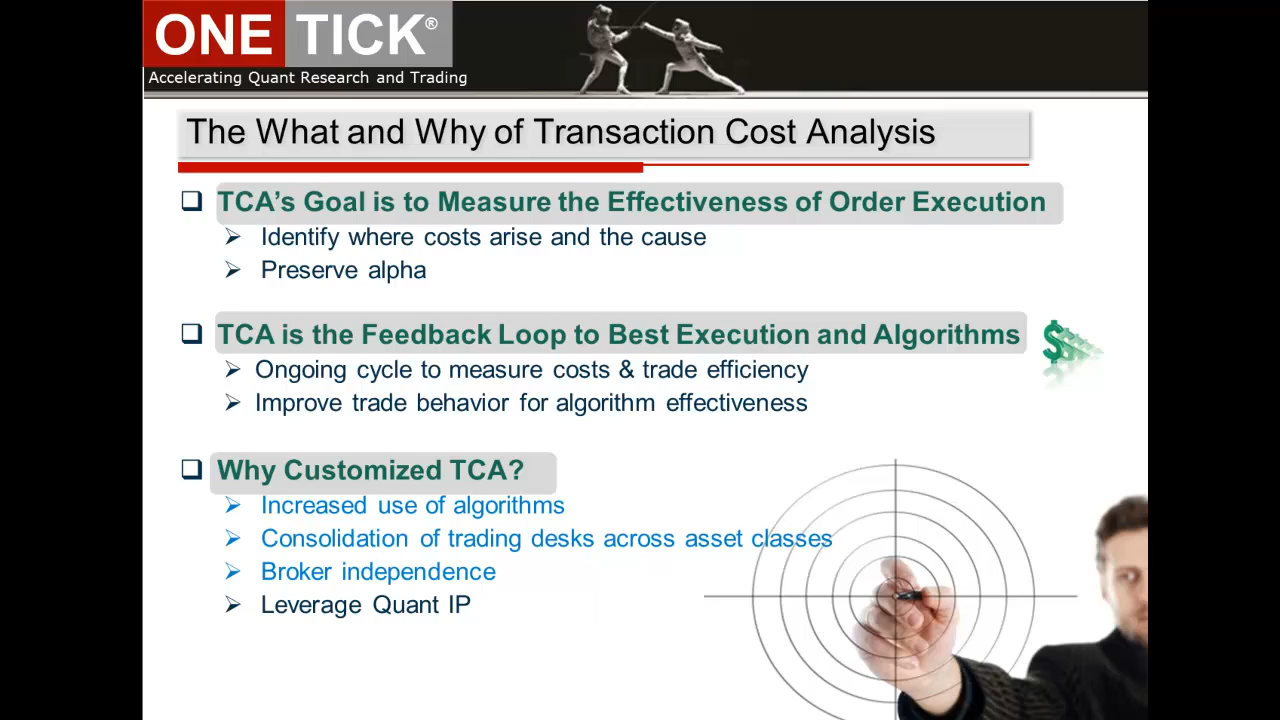 ONE TICK®
Accelerating Quant Research and Trading
The What and Why of Transaction Cost Analysis
TCA's Goal is to Measure the Effectiveness of Order Execution
Identify where costs arise and the cause
Preserve alpha
TCA is the Feedback Loop to Best Execution and Algorithms
Ongoing cycle to measure costs & trade efficiency
Improve trade behavior for algorithm effectiveness
Why Customized TCA?
Increased use of algorithms
Consolidation of trading desks across asset classes
Broker independence
Leverage Quant IP